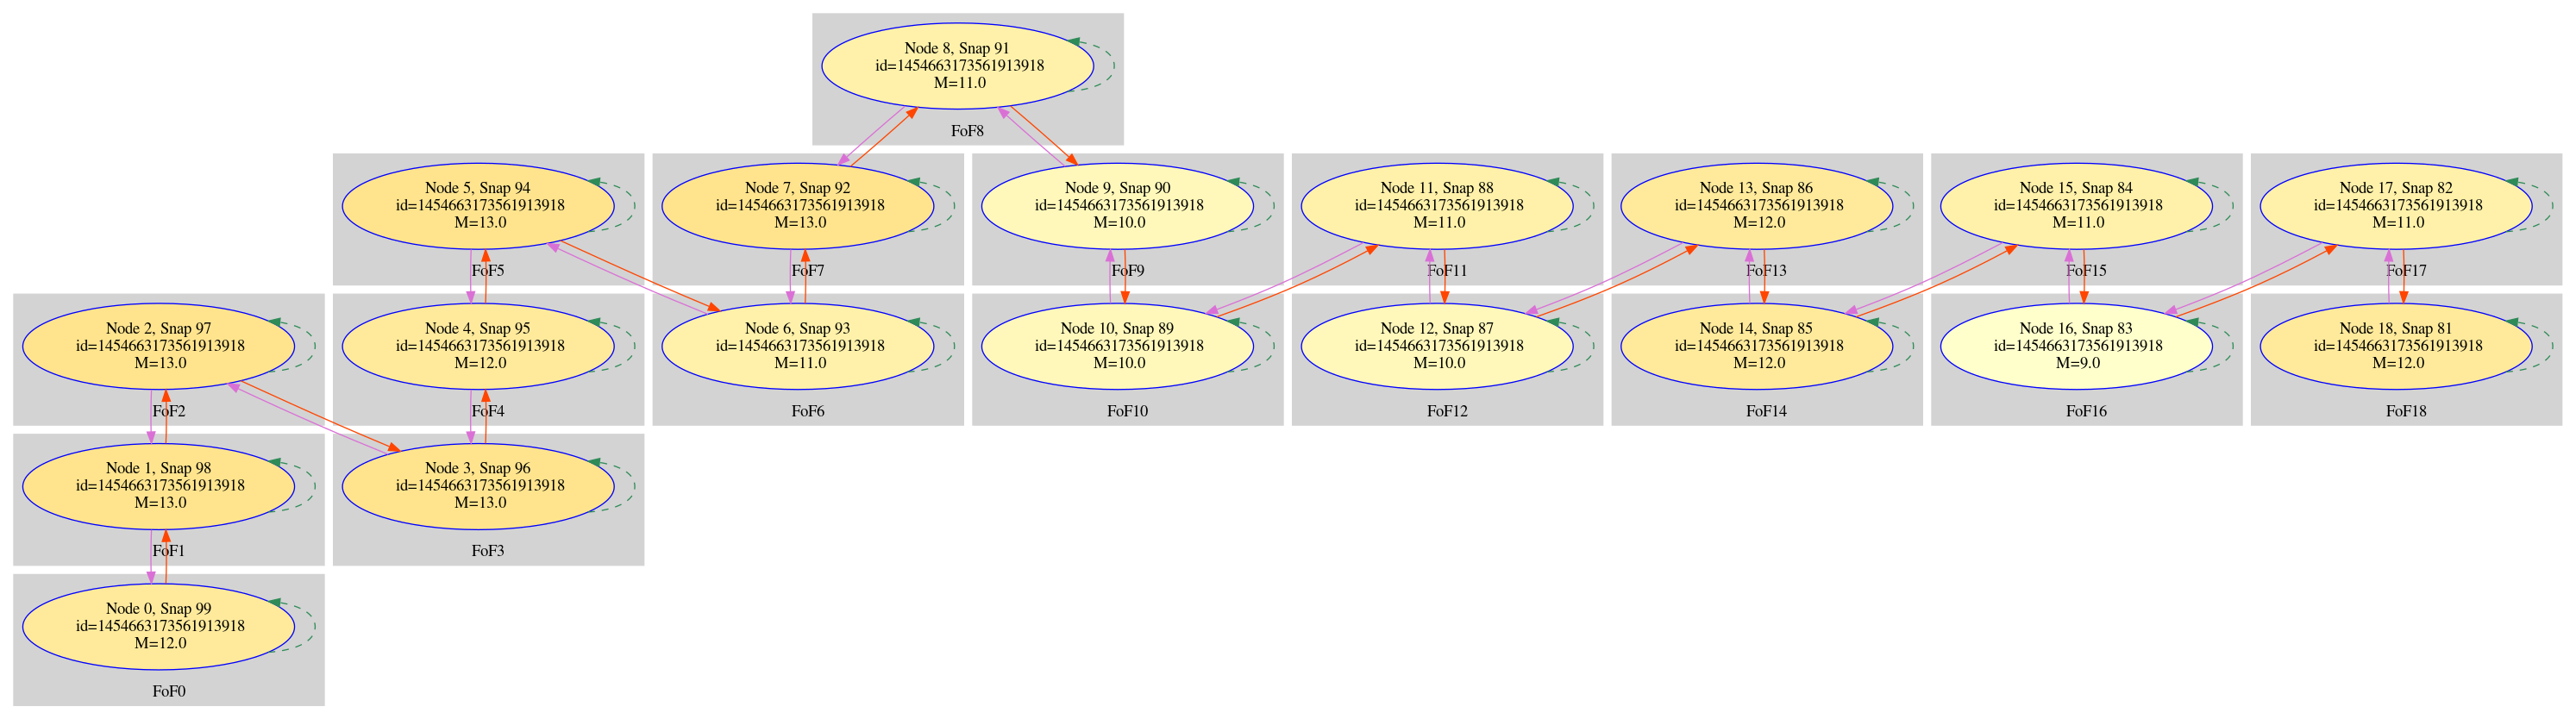 Node 8, Snap 91
id=1454663173561913918
M=11.0
FoF8
Node 5, Snap 94
id=1454663173561913918
M=13.0
FoF5
Node 7, Snap 92
id=1454663173561913918
M=13.0
FoF7
Node 9, Snap 90
id=1454663173561913918
M=10.0
FoF9
Node 11, Snap 88
id=1454663173561913918
M=11.0
FoF11
Node 13, Snap 86
id=1454663173561913918
M=12.0
FoF13
Node 15, Snap 84
id=1454663173561913918
M=11.0
FoF15
Node 17, Snap 82
id=1454663173561913918
M=11.0
FoF17
Node 2, Snap 97
id=1454663173561913918
M=13.0
FoF2
Node 4, Snap 95
id=1454663173561913918
M=12.0
FoF4
Node 6, Snap 93
id=1454663173561913918
M=11.0
FoF6
Node 10, Snap 89
id=1454663173561913918
M=10.0
FoF10
Node 12, Snap 87
id=1454663173561913918
M=10.0
FoF12
Node 14, Snap 85
id=1454663173561913918
M=12.0
FoF14
Node 16, Snap 83
id=1454663173561913918
M=9.0
FoF16
Node 18, Snap 81
id=1454663173561913918
M=12.0
FoF18
Node 1, Snap 98
id=1454663173561913918
M=13.0
FoF1
Node 3, Snap 96
id=1454663173561913918
M=13.0
FoF3
Node 0, Snap 99
id=1454663173561913918
M=12.0
FoF0